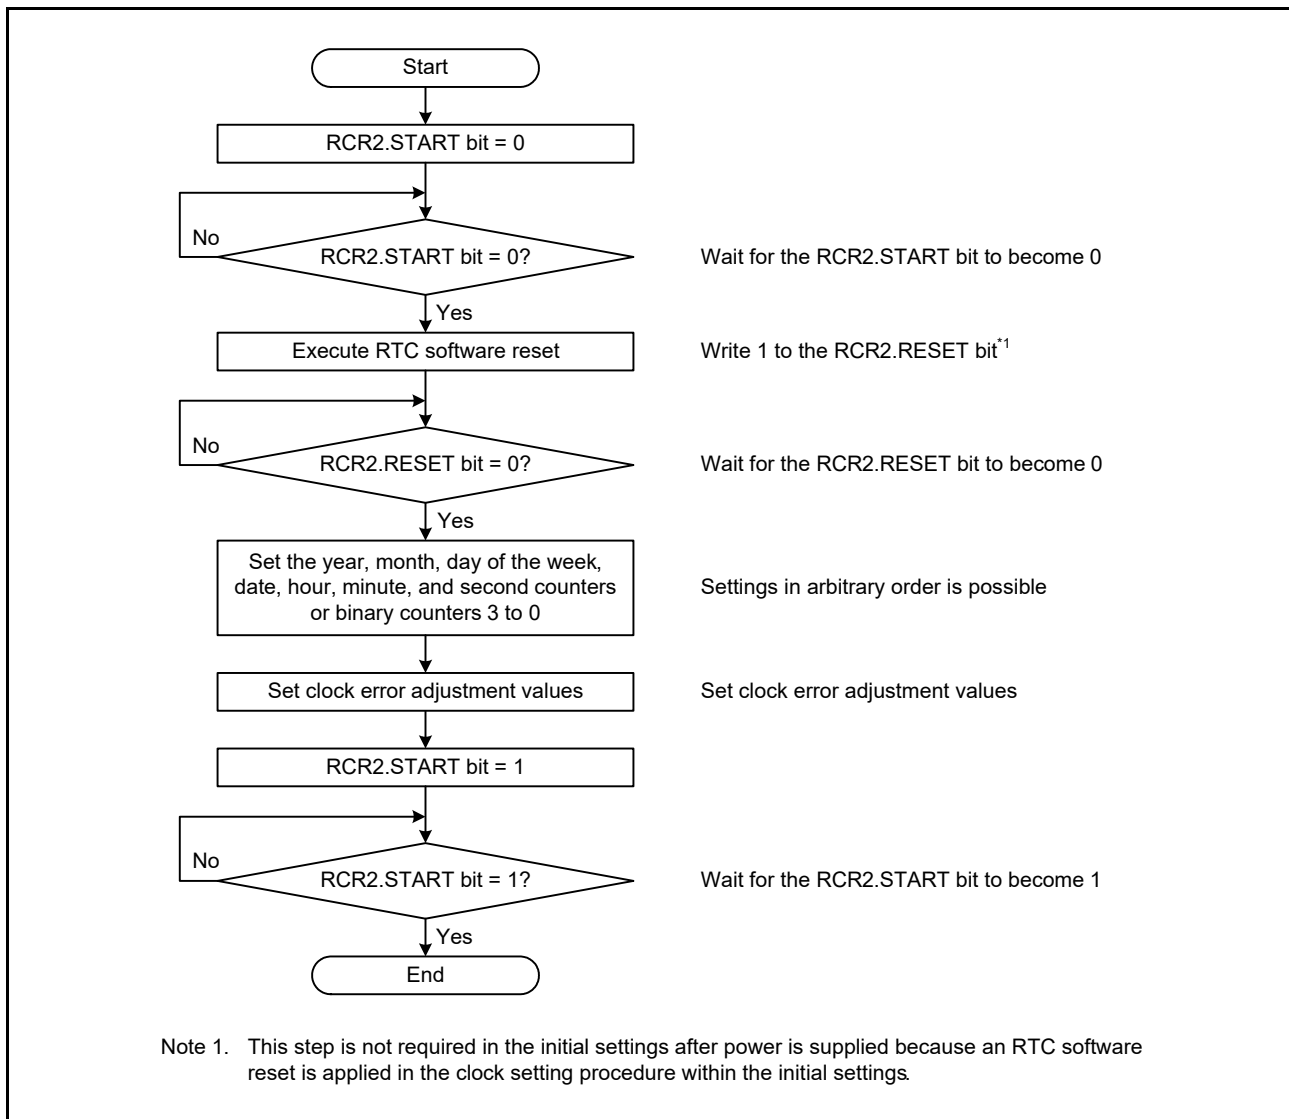 Start
RCR2.START bit = 0
No
RCR2.START bit = 0?
Wait for the RCR2.START bit to become 0
Yes
Execute RTC software reset
Write 1 to the RCR2.RESET bit*1
No
RCR2.RESET bit = 0?
Wait for the RCR2.RESET bit to become 0
Yes
Set the year, month, day of the week,
date, hour, minute, and second counters
or binary counters 3 to 0
Settings in arbitrary order is possible
Set clock error adjustment values
Set clock error adjustment values
RCR2.START bit = 1
No
RCR2.START bit = 1?
Wait for the RCR2.START bit to become 1
Yes
End
Note 1. This step is not required in the initial settings after power is supplied because an RTC software
reset is applied in the clock setting procedure within the initial settings.